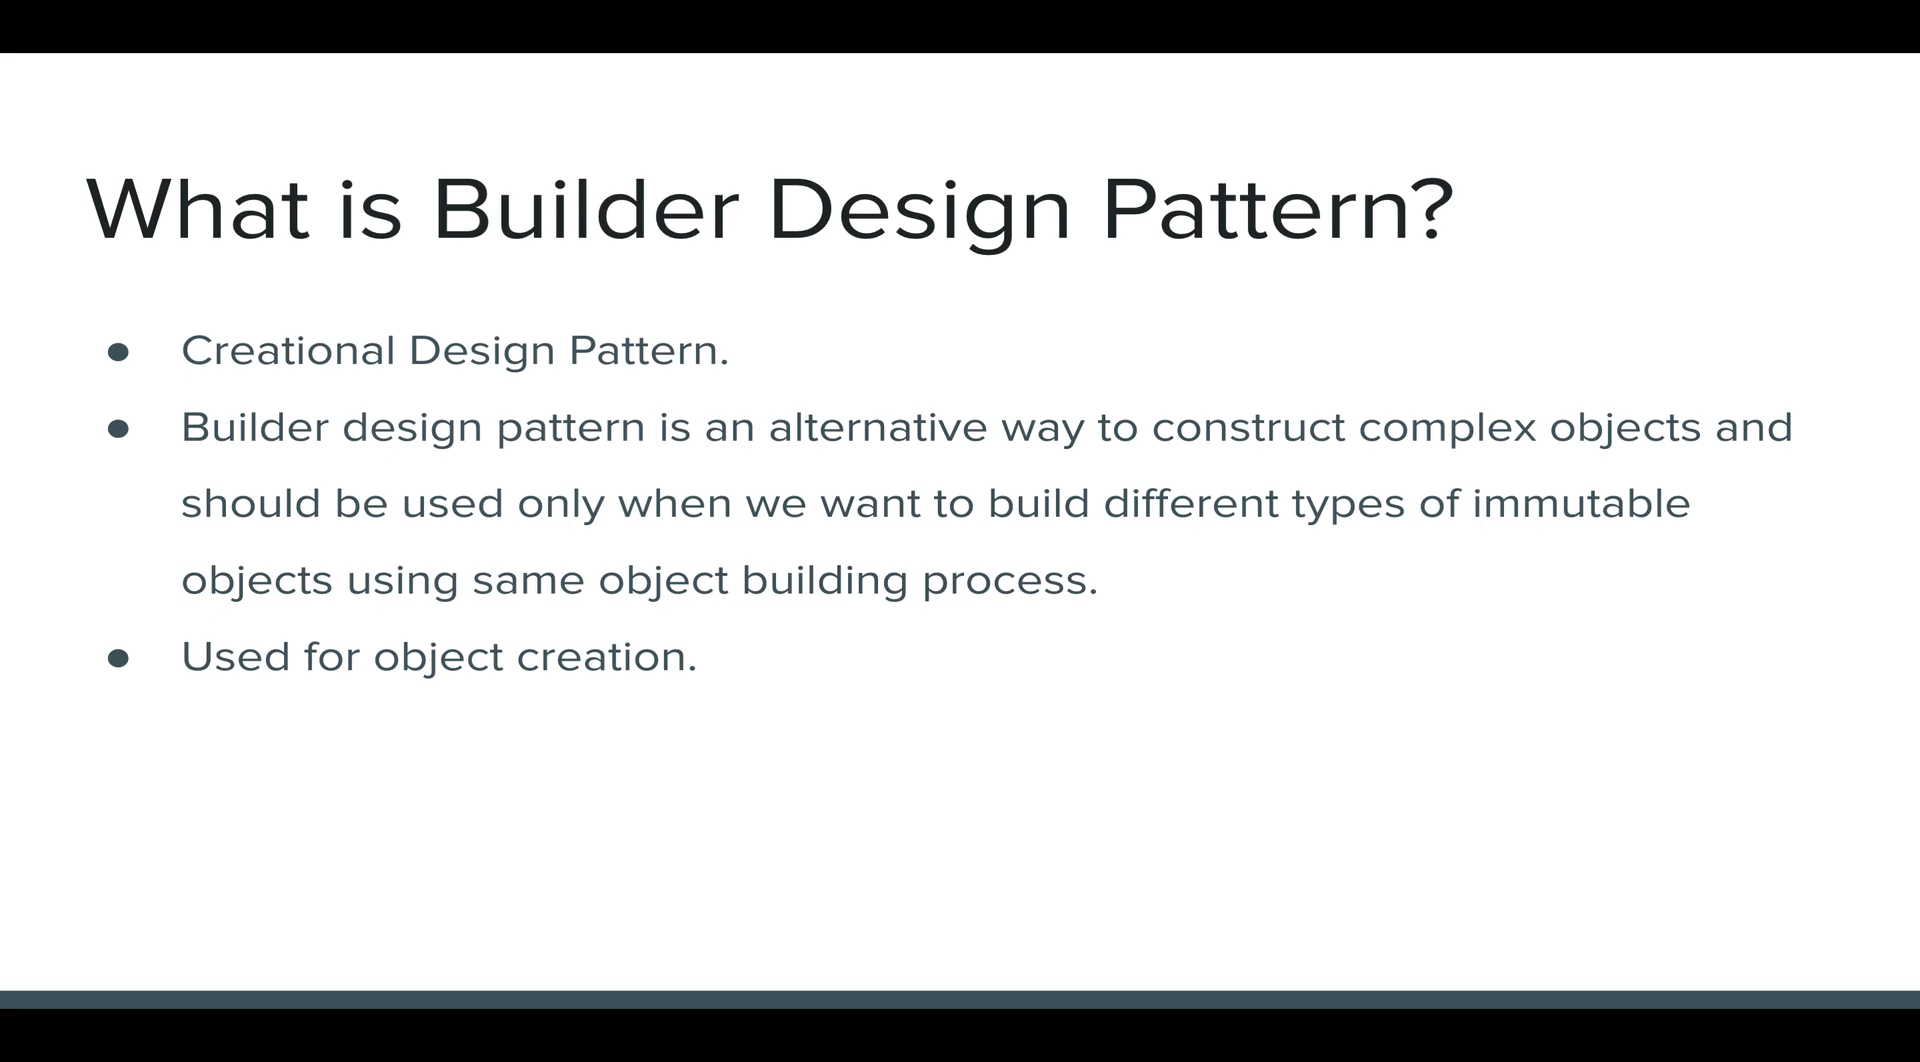 What is Builder Design Pattern?
● Creational Design Pattern.
● Builder design pattern is an alternative way to construct complex objects and
should be used only when we want to build different types of immutable
objects using same object building process.
● Used for object creation.